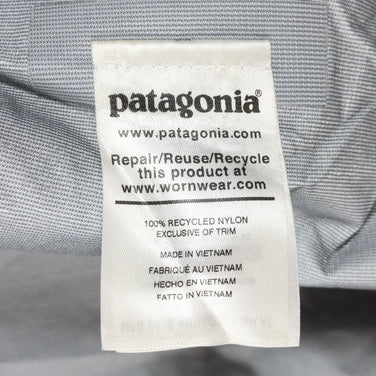 patagonia®
www.patagonia.com
Repair/Reuse/Recycle
this product at
www.wornwear.com
100% RECYCLED NYLON
EXCLUSIVE OF TRIM
MADE IN VIETNAM
FABRIQUÉ AU VIETNAM
HECHO EN VIETNAM
FATTO IN VIETNAM